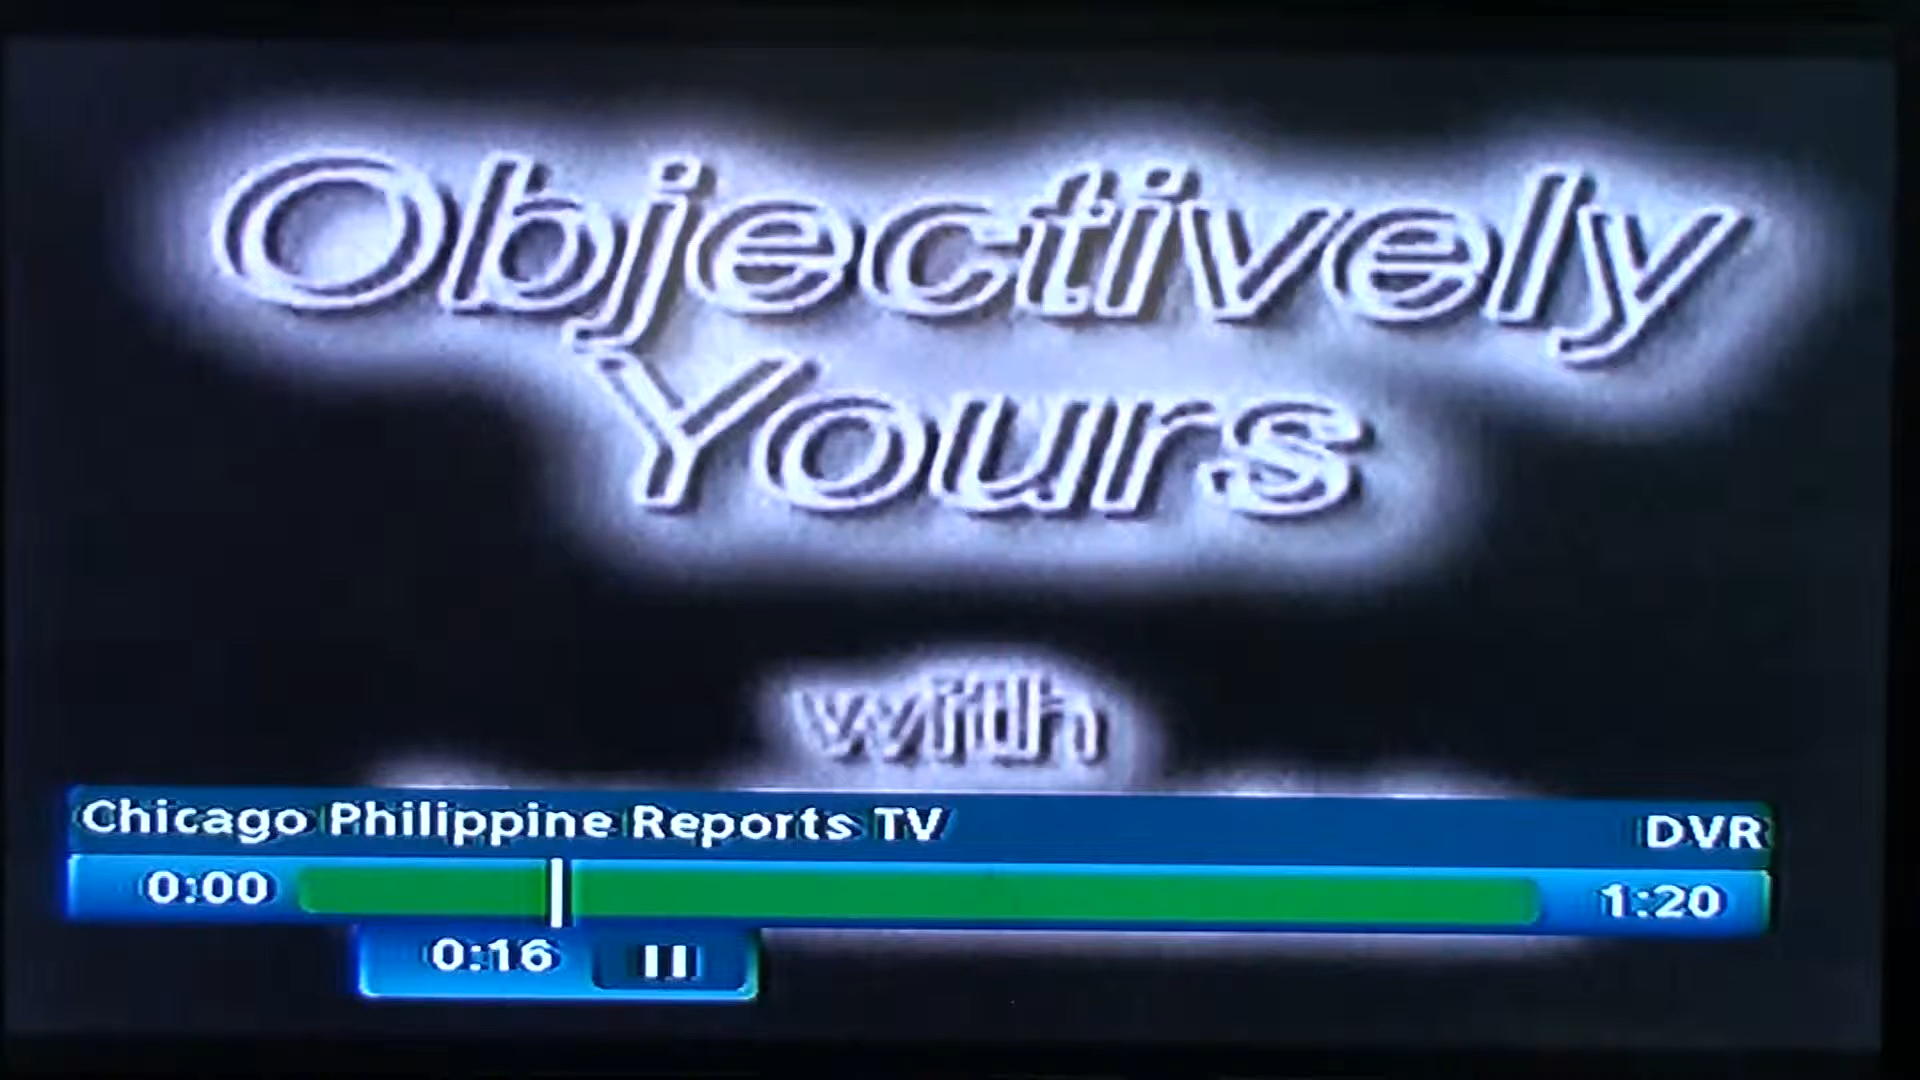 Objectively
Yours
with
Chicago Philippine Reports TV DVR
0:00 1:20
0:16